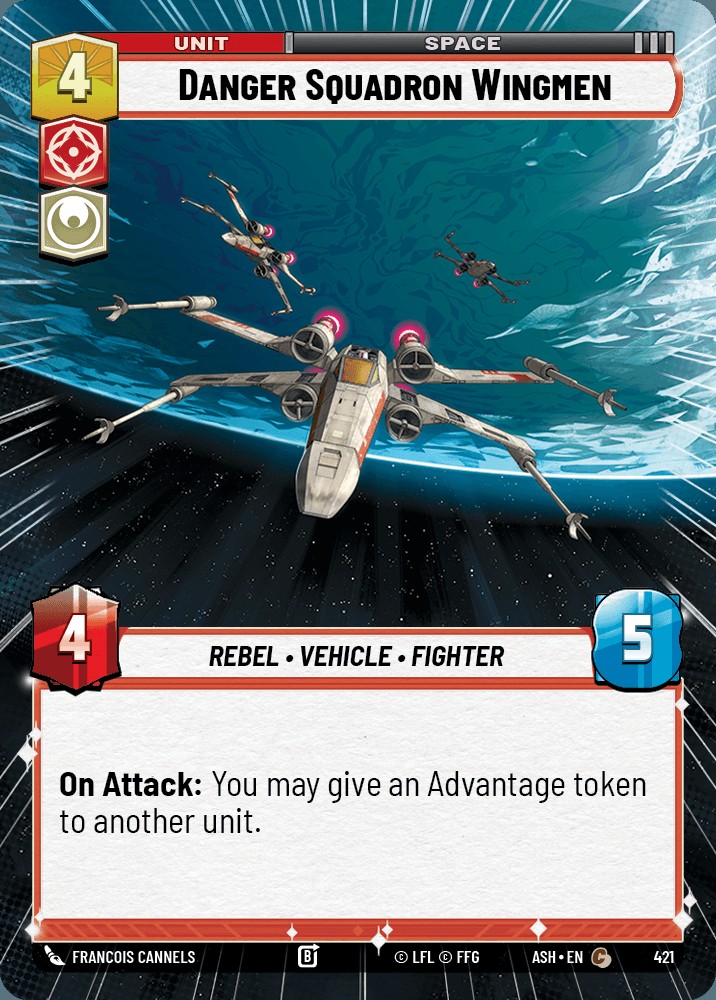 UNIT SPACE
4
DANGER SQUADRON WINGMEN
4
REBEL • VEHICLE • FIGHTER
5
On Attack: You may give an Advantage token
to another unit.
FRANCOIS CANNELS B © LFL © FFG ASH • EN C 421